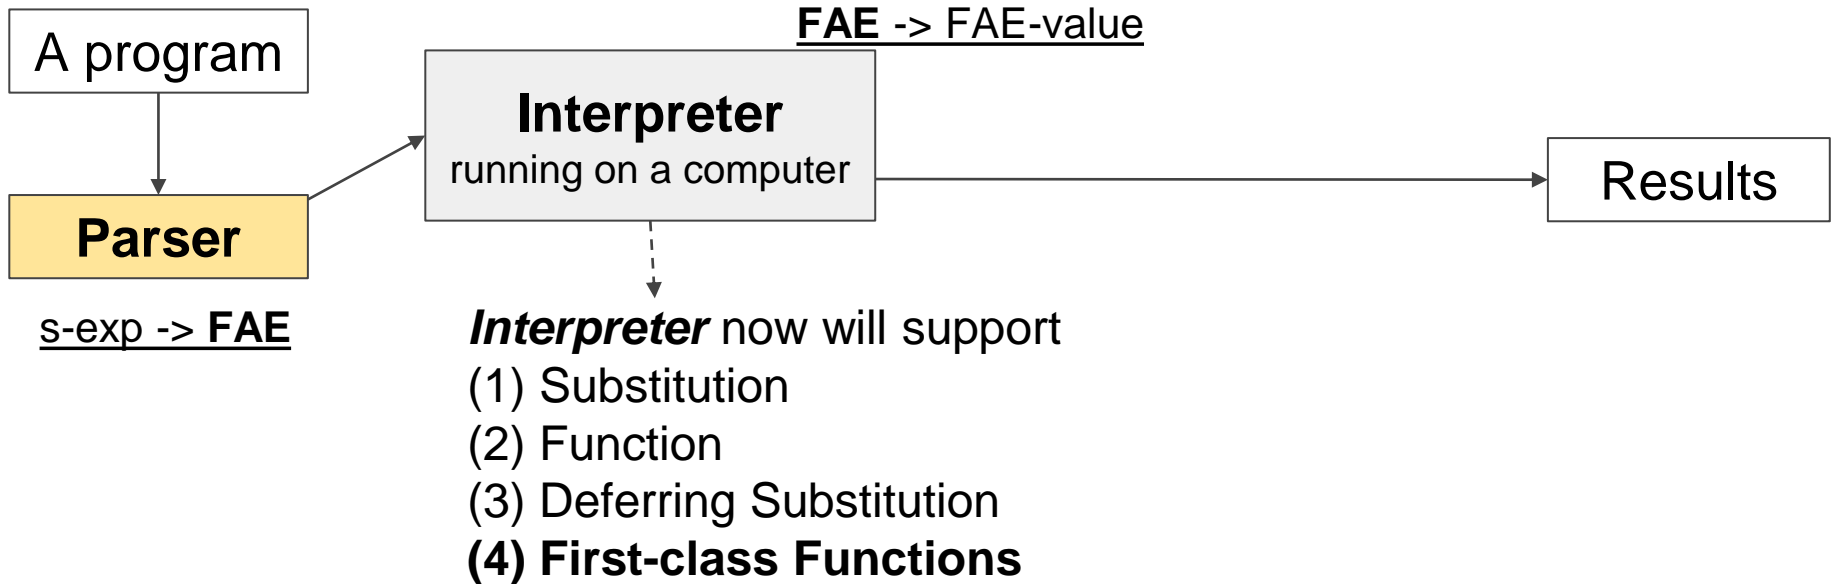 A program
FAE -> FAE-value
Interpreter
running on a computer
Results
Parser
s-exp -> FAE
Interpreter now will support
(1) Substitution
(2) Function
(3) Deferring Substitution
(4) First-class Functions